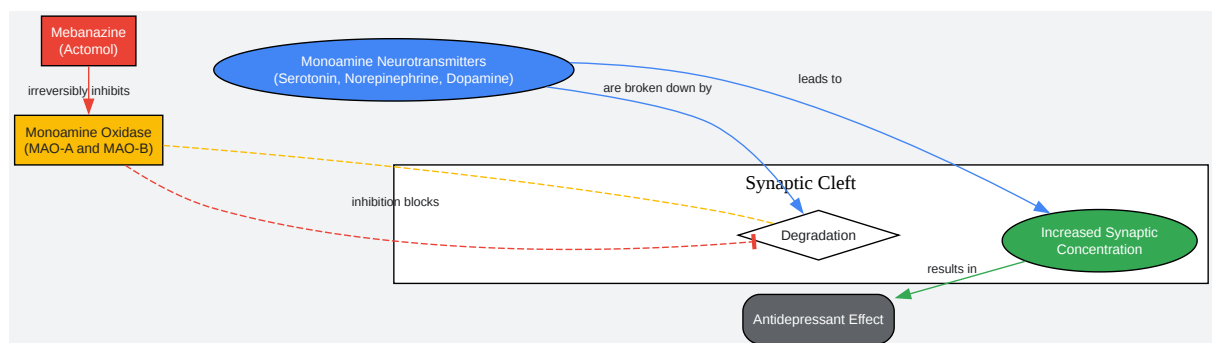 Mebanazine
(Actomol)
Monoamine Neurotransmitters
(Serotonin, Norepinephrine, Dopamine)
leads to
are broken down by
irreversibly inhibits
Monoamine Oxidase
(MAO-A and MAO-B)
Synaptic Cleft
inhibition blocks
Degradation
Increased Synaptic
Concentration
results in
Antidepressant Effect